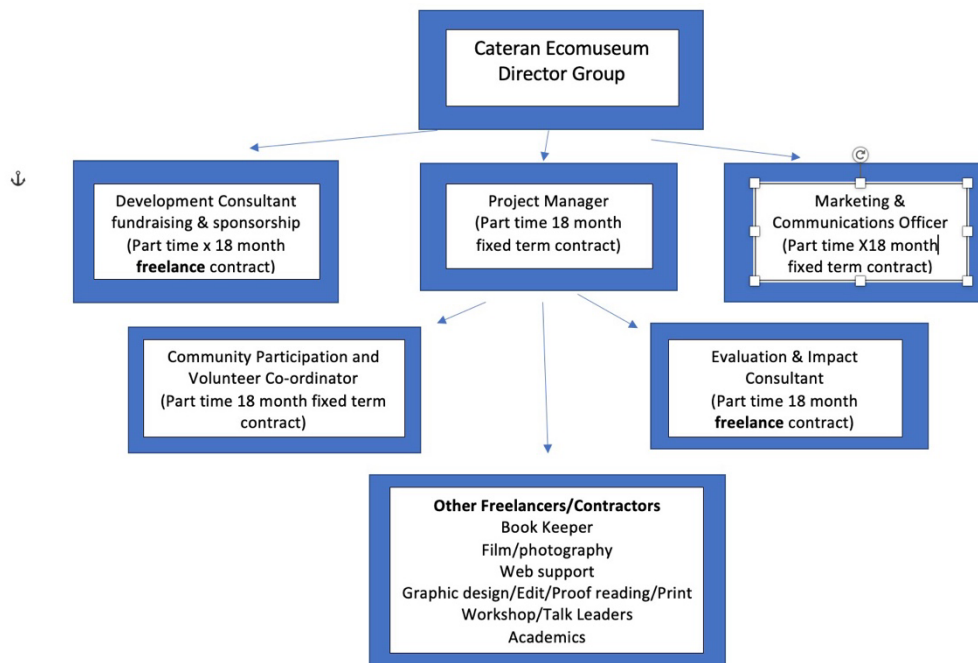 Cateran Ecomuseum
Director Group
Development Consultant
fundraising & sponsorship
(Part time x 18 month
freelance contract)
Project Manager
(Part time 18 month
fixed term contract)
Marketing &
Communications Officer
(Part time X18 month
fixed term contract)
Community Participation and
Volunteer Co-ordinator
(Part time 18 month fixed term
contract)
Evaluation & Impact
Consultant
(Part time 18 month
freelance contract)
Other Freelancers/Contractors
Book Keeper
Film/photography
Web support
Graphic design/Edit/Proof reading/Print
Workshop/Talk Leaders
Academics